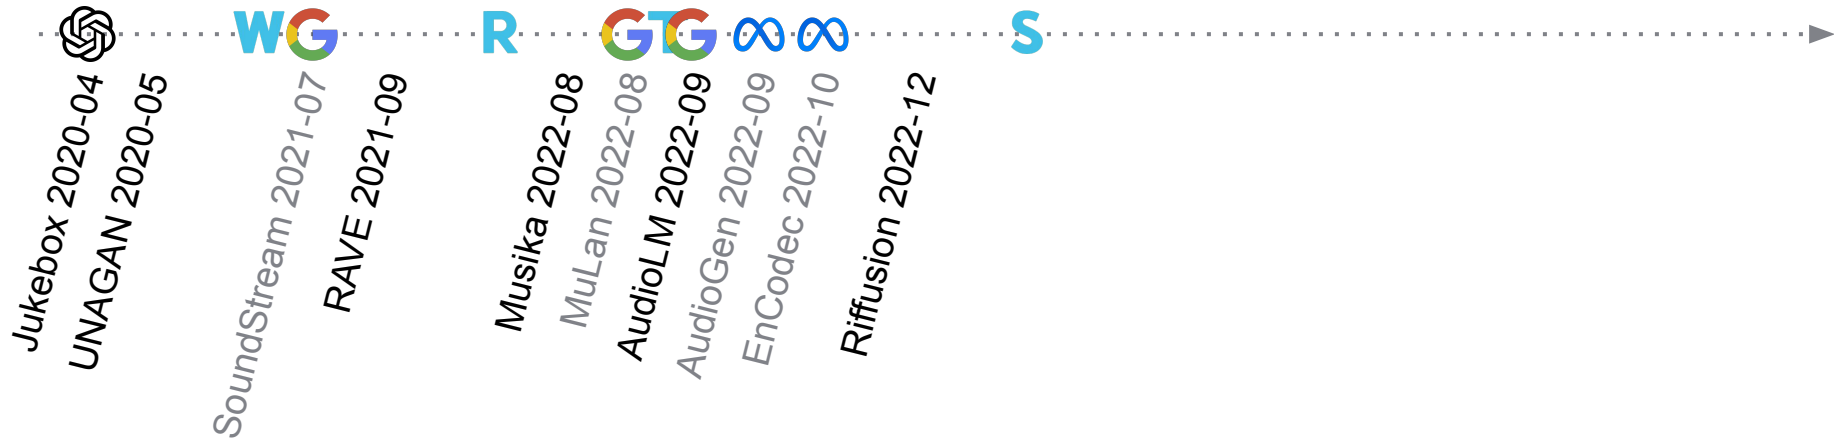 W G R G T G S
Jukebox 2020-04
UNAGAN 2020-05
SoundStream 2021-07
RAVE 2021-09
Musika 2022-08
MuLan 2022-08
AudioLM 2022-09
AudioGen 2022-09
EnCodec 2022-10
Riffusion 2022-12